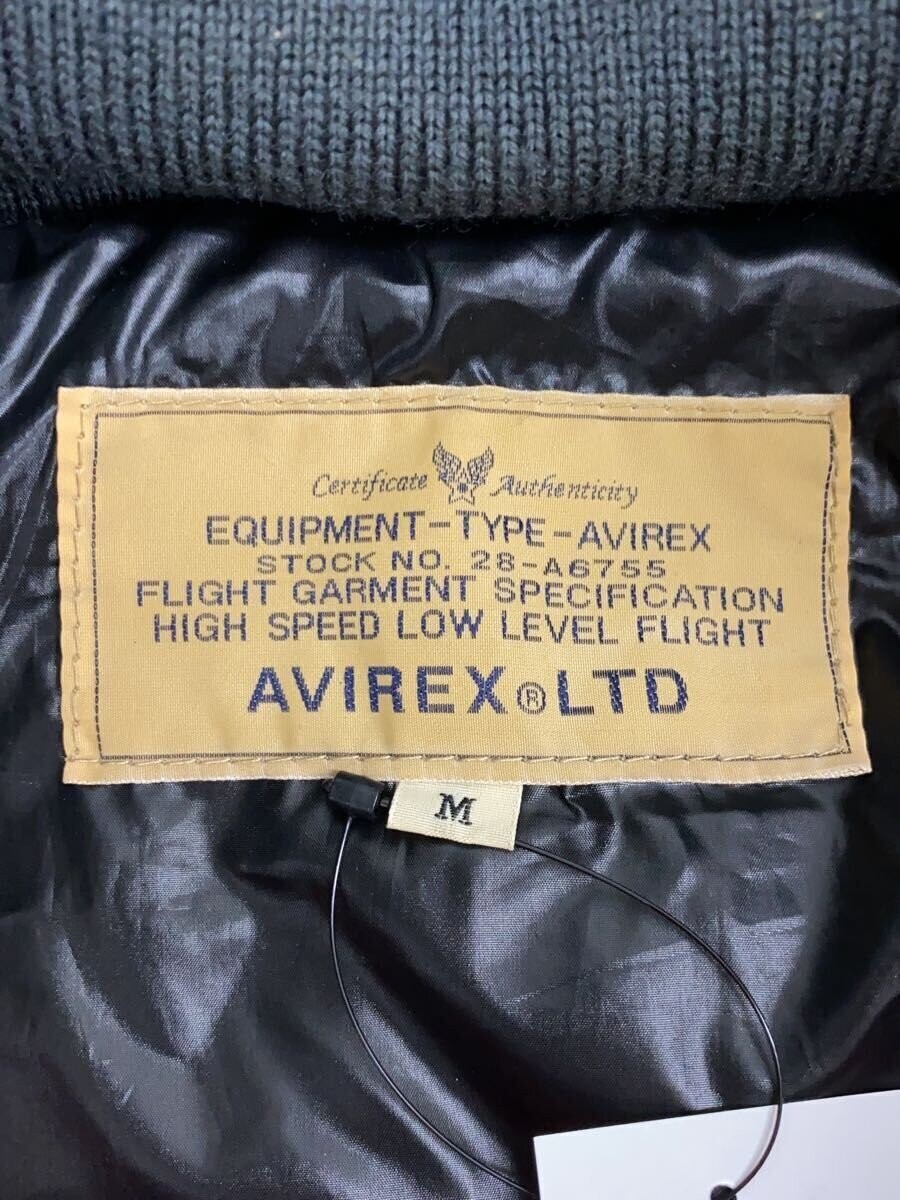 Certificate Authenticity
EQUIPMENT-TYPE-AVIREX
STOCK NO. 28-A6755
FLIGHT GARMENT SPECIFICATION
HIGH SPEED LOW LEVEL FLIGHT
AVIREX®LTD
M